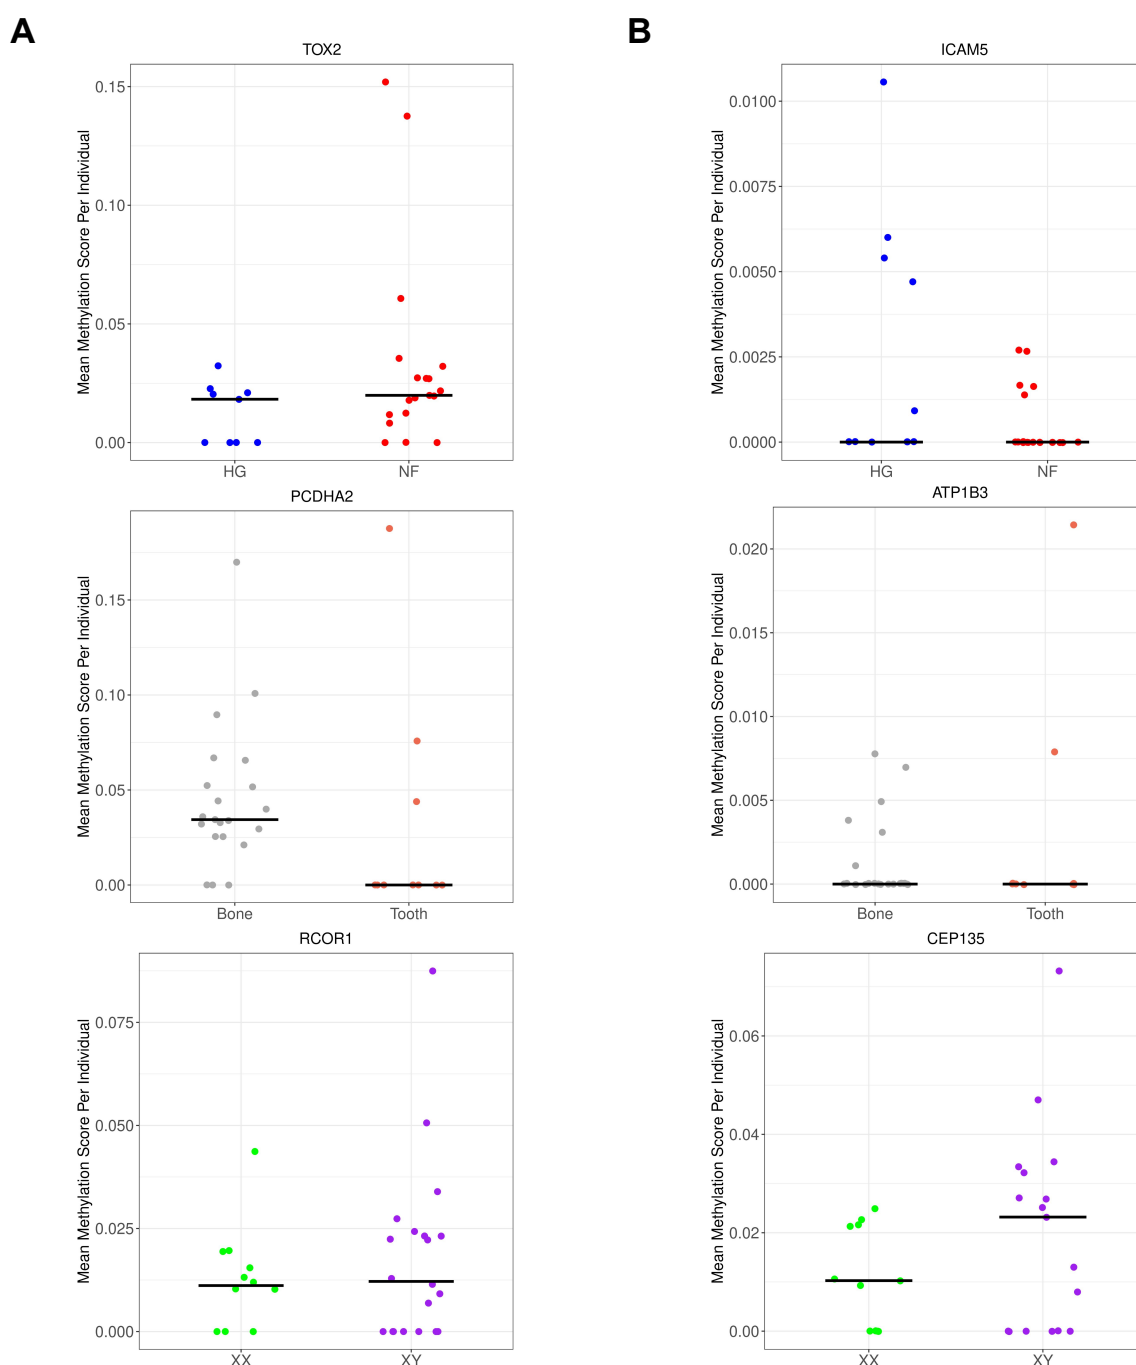 A
B
TOX2
Mean Methylation Score Per Individual
0.15
0.10
0.05
0.00
HG
NF
ICAM5
Mean Methylation Score Per Individual
0.0100
0.0075
0.0050
0.0025
0.0000
HG
NF
PCDHA2
Mean Methylation Score Per Individual
0.15
0.10
0.05
0.00
Bone
Tooth
ATP1B3
Mean Methylation Score Per Individual
0.020
0.015
0.010
0.005
0.000
Bone
Tooth
RCOR1
Mean Methylation Score Per Individual
0.075
0.050
0.025
0.000
XX
XY
CEP135
Mean Methylation Score Per Individual
0.06
0.04
0.02
0.00
XX
XY